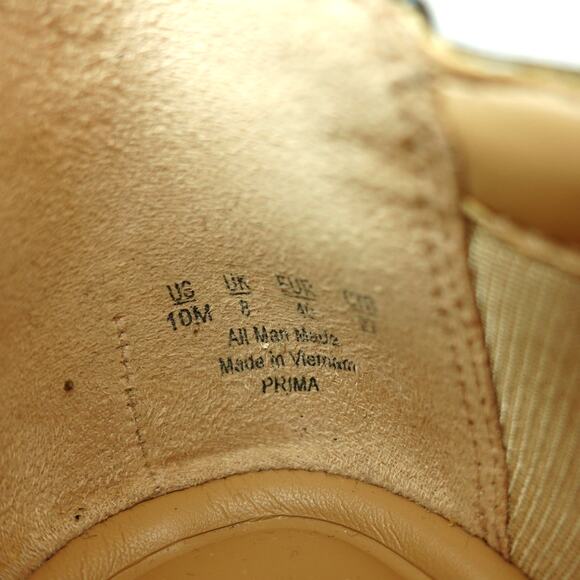 US UK EUR
10M 8
All Man Made
Made in Vietnam
PRIMA